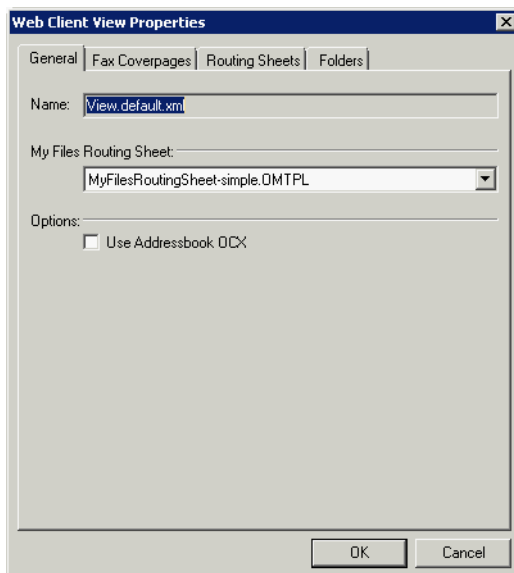 Web Client View Properties
General Fax Coverpages Routing Sheets Folders
Name: View.default.xml
My Files Routing Sheet:
MyFilesRoutingSheet-simple.OMTPL
Options:
Use Addressbook OCX
OK Cancel